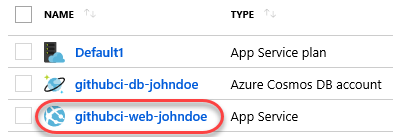 NAME TYPE
Default1 App Service plan
githubci-db-johndoe Azure Cosmos DB account
githubci-web-johndoe App Service